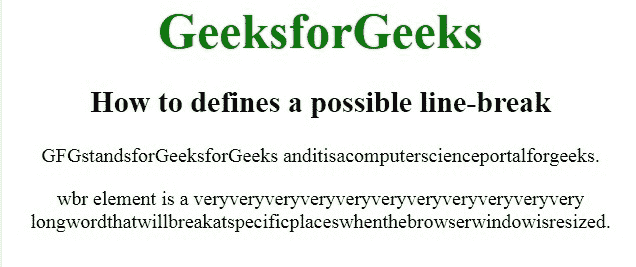 GeeksforGeeks
How to defines a possible line-break
GFGstandsforGeeksforGeeks anditisacomputerscienceportalforgeeks.
wbr element is a veryveryveryveryveryveryveryveryveryveryvery
longwordthatwillbreakatspecificplaceswhenthebrowserwindowisresized.